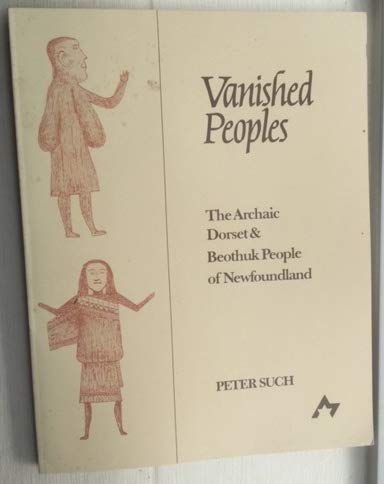 Vanished
Peoples
The Archaic
Dorset &
Beothuk People
of Newfoundland
PETER SUCH